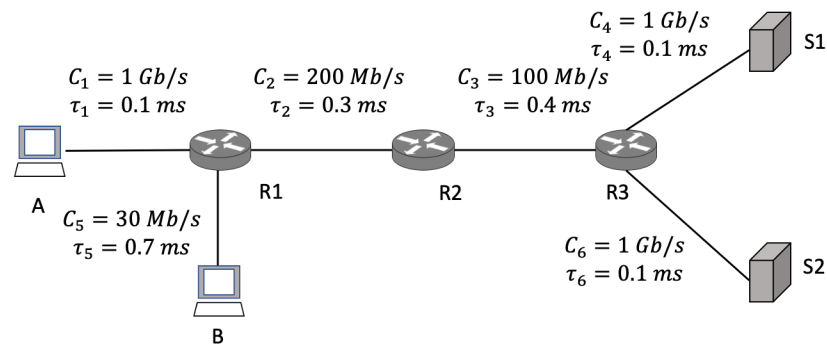 C₄ = 1 Gb/s
τ₄ = 0.1 ms
S1
C₁ = 1 Gb/s
τ₁ = 0.1 ms
C₂ = 200 Mb/s
τ₂ = 0.3 ms
C₃ = 100 Mb/s
τ₃ = 0.4 ms
A
R1
R2
R3
C₅ = 30 Mb/s
τ₅ = 0.7 ms
C₆ = 1 Gb/s
τ₆ = 0.1 ms
S2
B